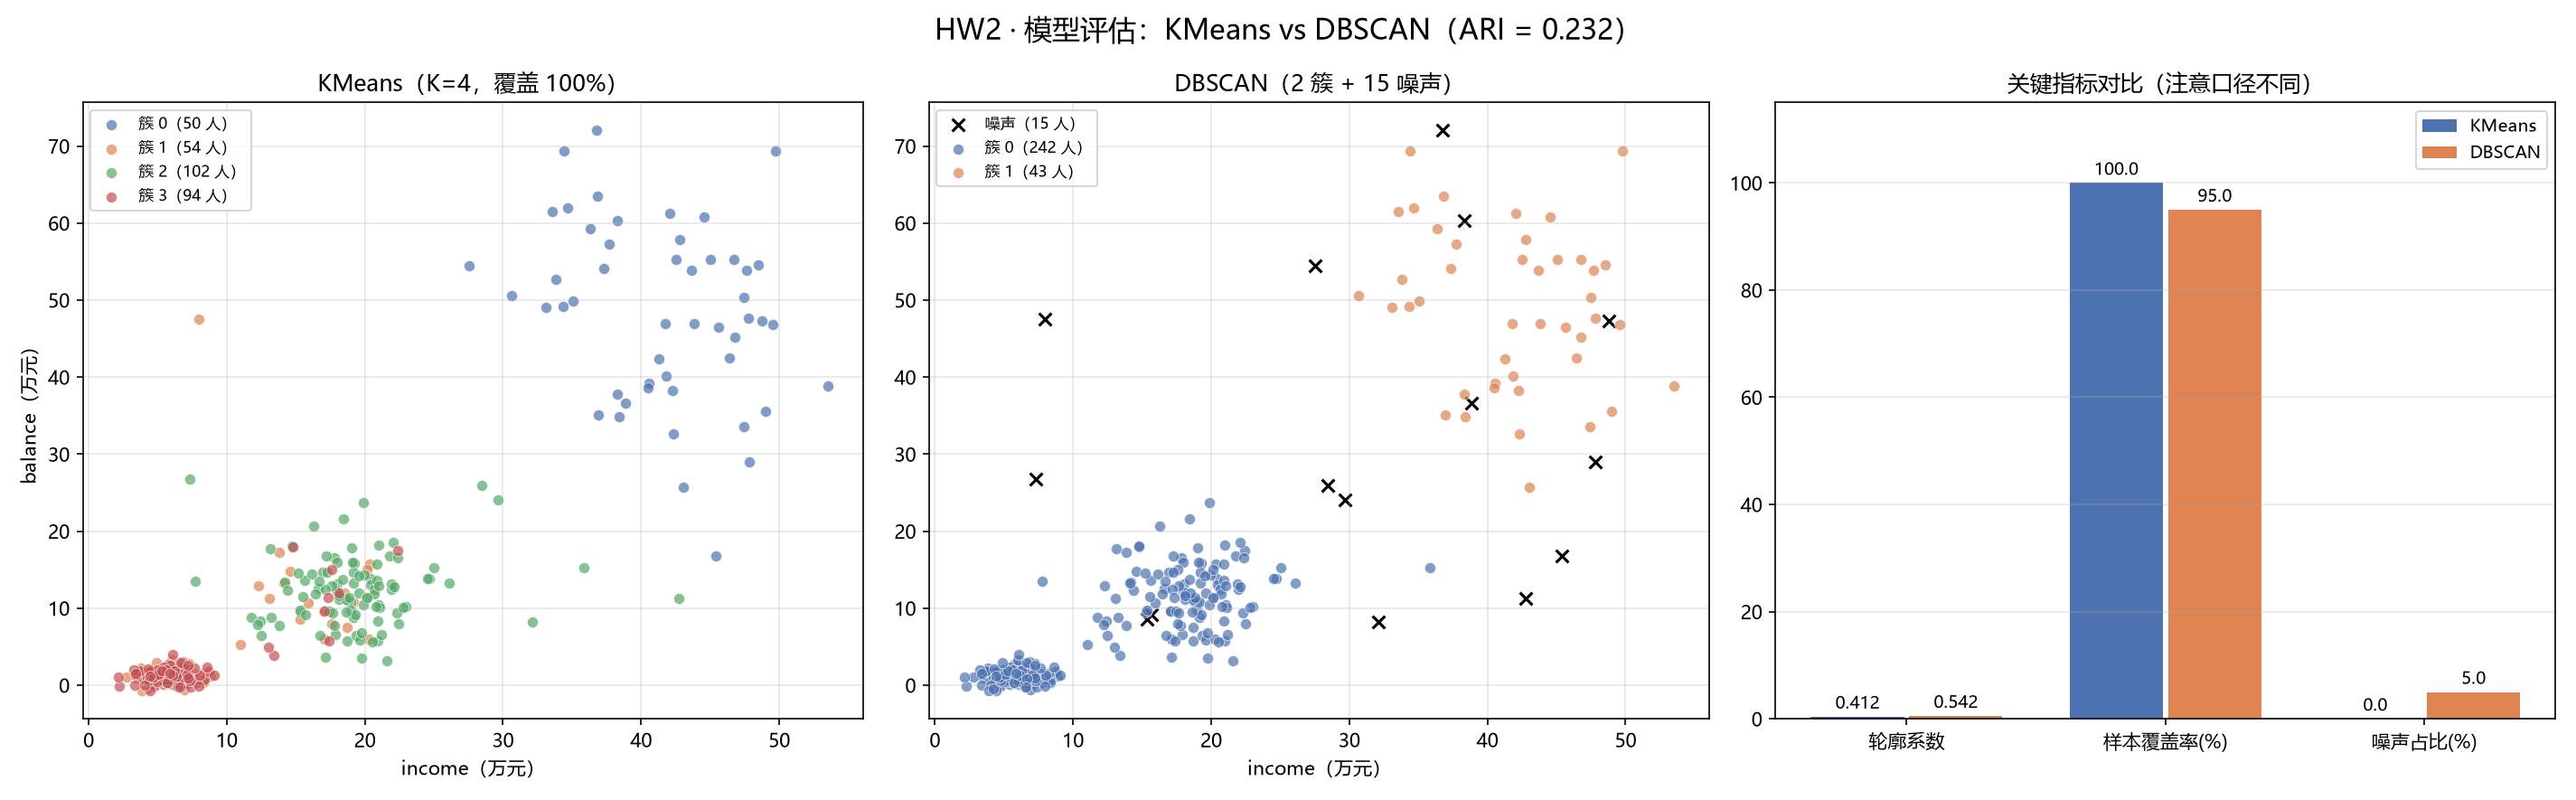 HW2 · 模型评估：KMeans vs DBSCAN（ARI = 0.232）
KMeans（K=4，覆盖 100%）
簇 0（50 人）
簇 1（54 人）
簇 2（102 人）
簇 3（94 人）
balance（万元）
70
60
50
40
30
20
10
0
0 10 20 30 40 50
income（万元）
DBSCAN（2 簇 + 15 噪声）
噪声（15 人）
簇 0（242 人）
簇 1（43 人）
70
60
50
40
30
20
10
0
0 10 20 30 40 50
income（万元）
关键指标对比（注意口径不同）
KMeans
DBSCAN
100
80
60
40
20
0
0.412 0.542
100.0 95.0
0.0 5.0
轮廓系数 样本覆盖率(%) 噪声占比(%)